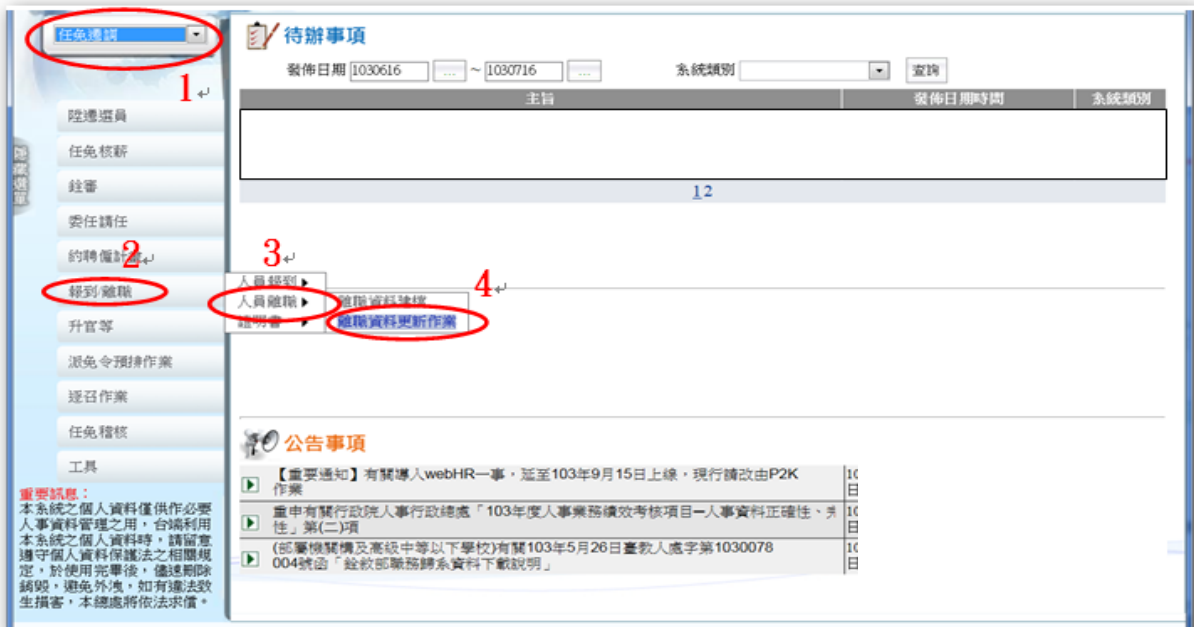 任免遷調
1
陞遷選員
任免核薪
銓審
委任請任
約聘僱計畫
2
報到/離職
升官等
派免令預排作業
逐召作業
任免稽核
工具
隱藏選單
重要訊息：
本系統之個人資料僅供作必要
人事資料管理之用，台端利用
本系統之個人資料時，請留意
遵守個人資料保護法之相關規
定，於使用完畢後，儘速刪除
銷毀，避免外洩，如有違法致
生損害，本總處將依法求償。
待辦事項
發佈日期 1030616 ... ~ 1030716 ... 系統類別 查詢
主旨 發佈日期時間 系統類別
12
3
人員報到
人員離職
證明書
4
離職資料建檔
離職資料更新作業
公告事項
【重要通知】有關導入webHR一事，延至103年9月15日上線，現行請改由P2K
作業
重申有關行政院人事行政總處「103年度人事業務績效考核項目─人事資料正確性、
性」第(二)項
(部屬機關構及高級中等以下學校)有關103年5月26日臺教人處字第1030078
004號函「銓敘部職務歸系資料下載說明」